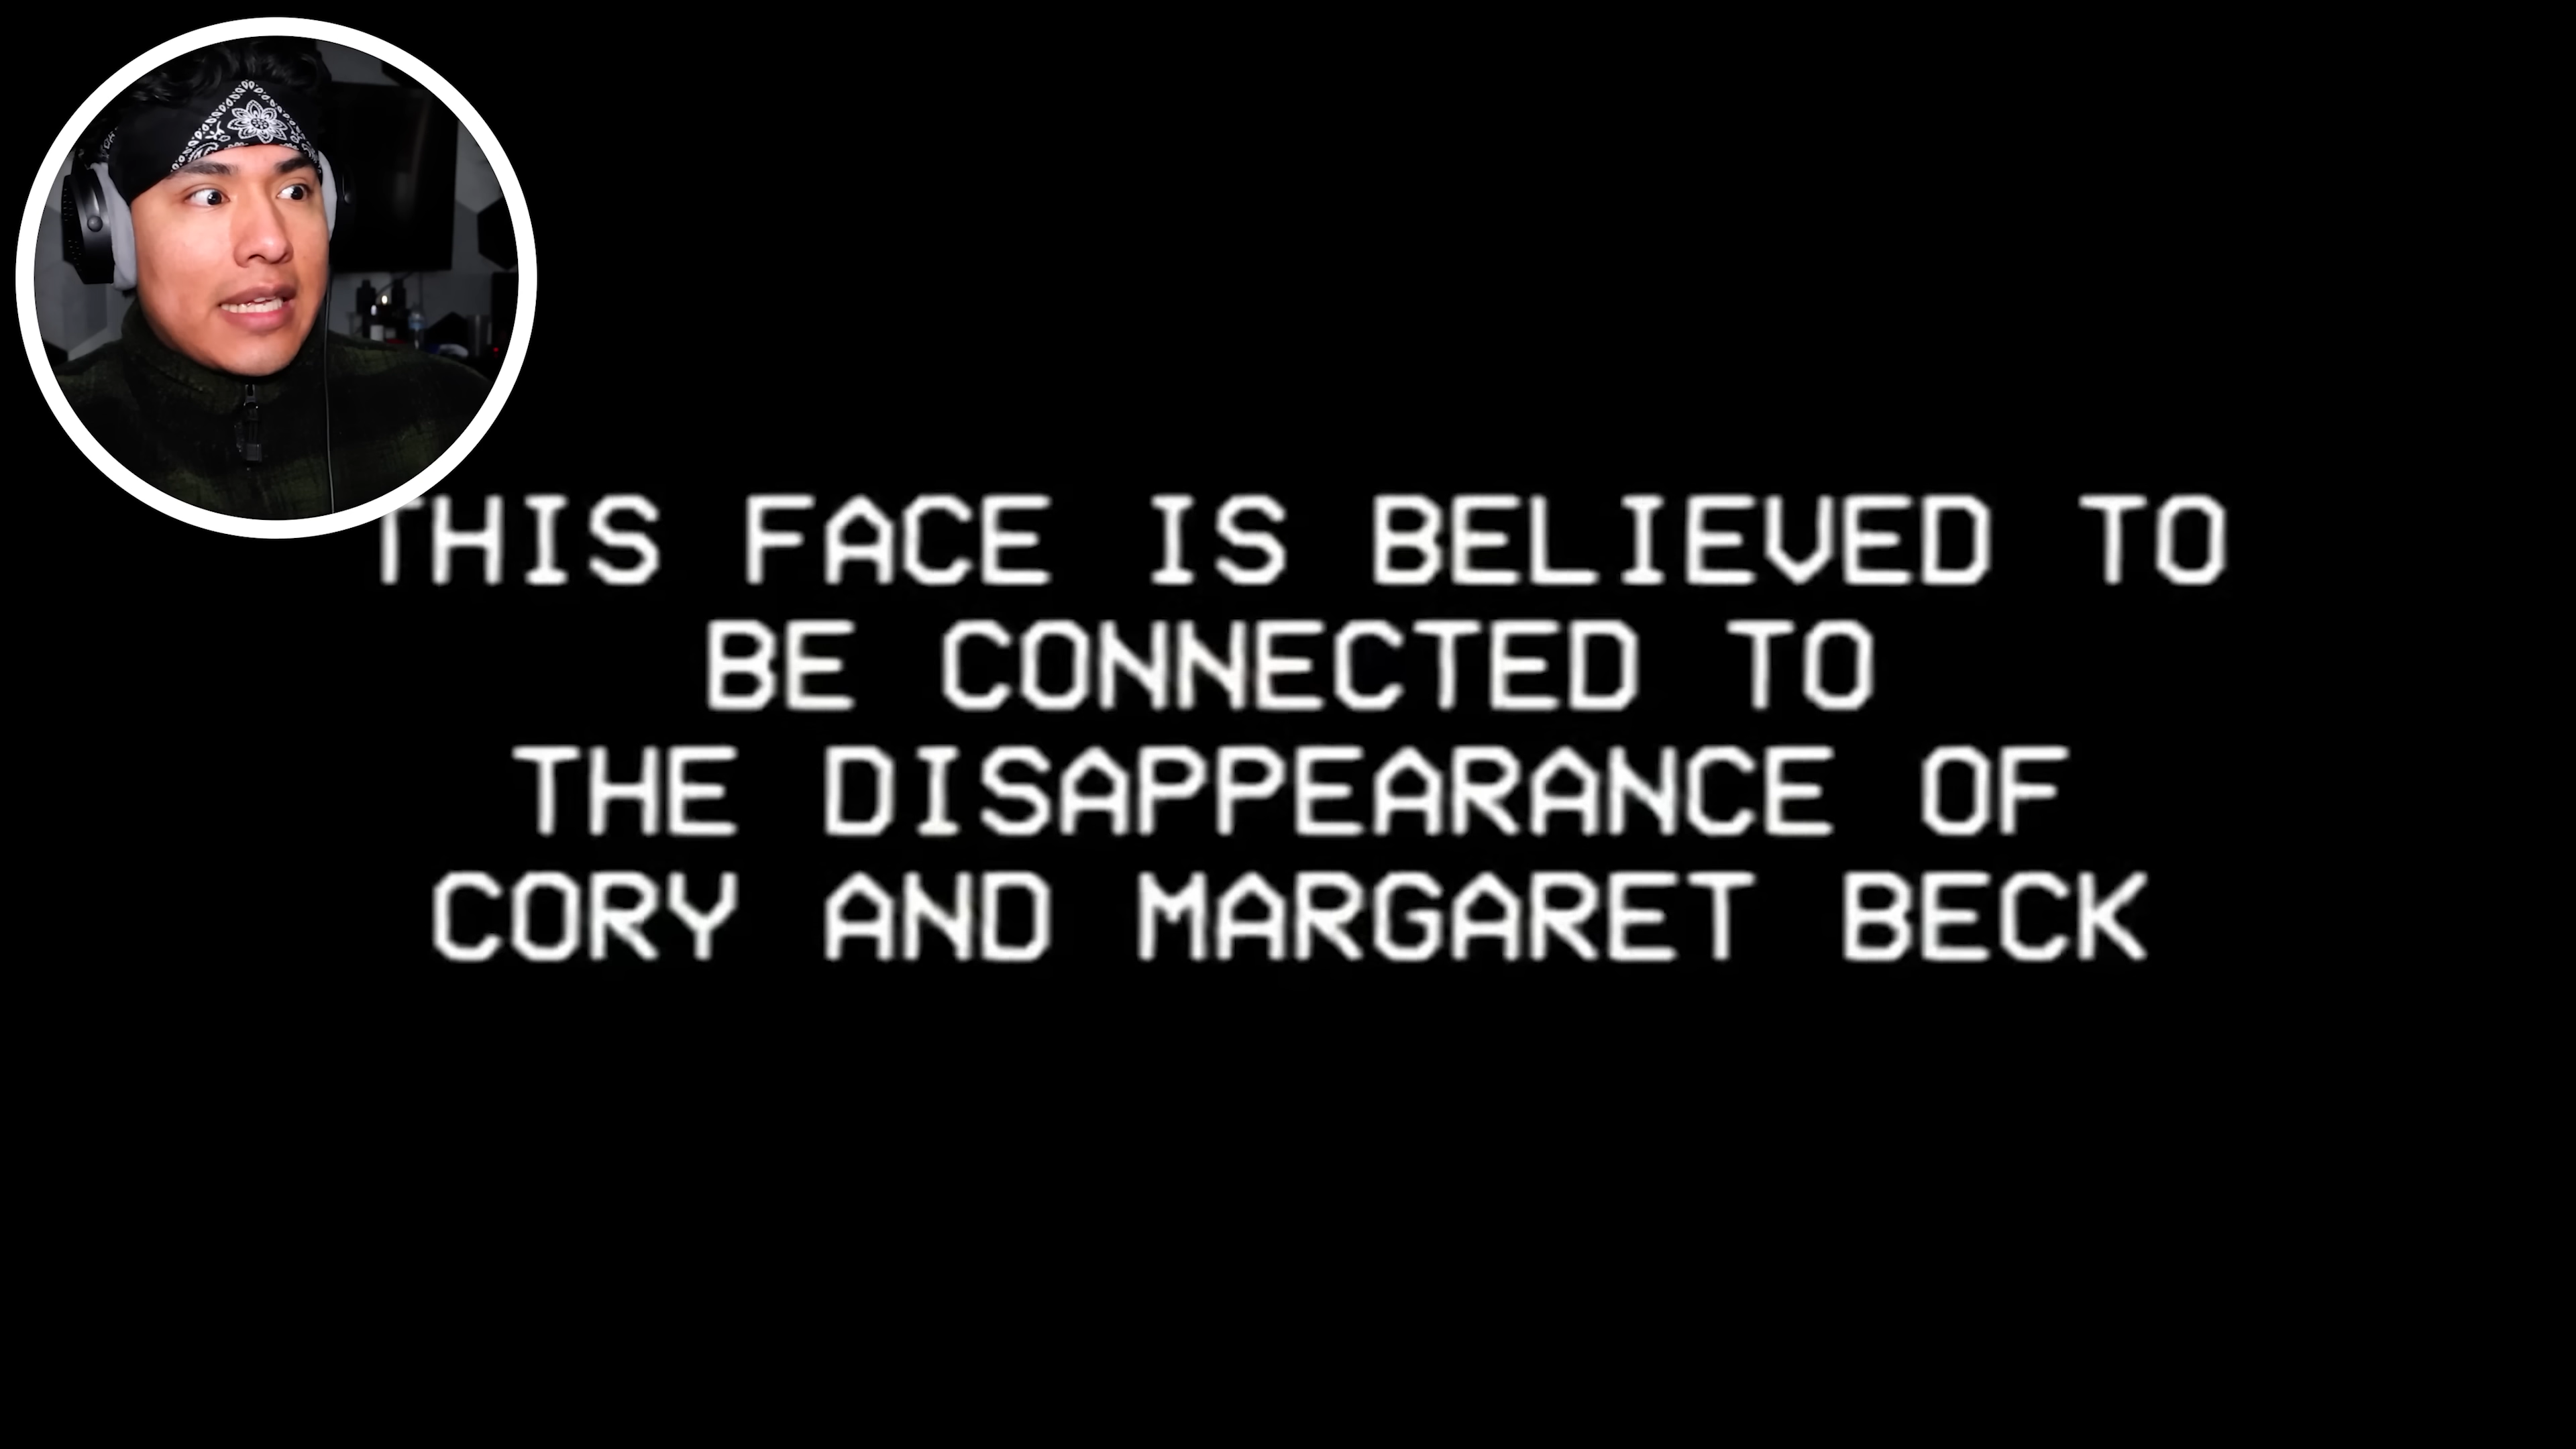 THIS FACE IS BELIEVED TO
BE CONNECTED TO
THE DISAPPEARANCE OF
CORY AND MARGARET BECK